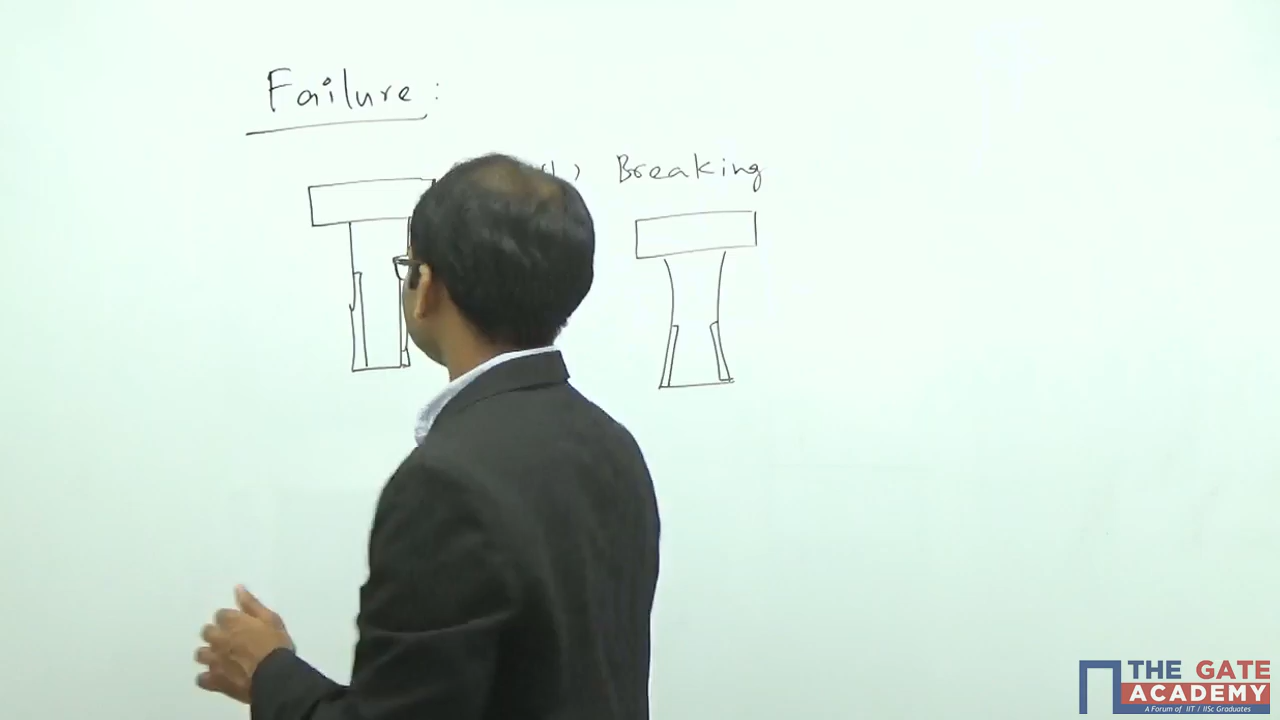 Failure :
Breaking
THE GATE
ACADEMY
A Forum of IIT / IISc Graduates